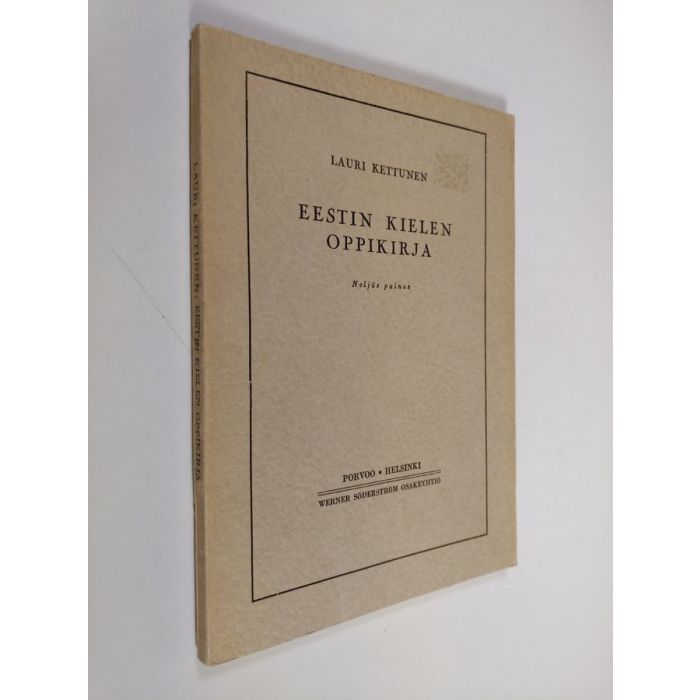 LAURI KETTUNEN
EESTIN KIELEN
OPPIKIRJA
Neljäs painos
PORVOO • HELSINKI
WERNER SÖDERSTRÖM OSAKEYHTIÖ
LAURI KETTUNEN: EESTIN KIELEN OPPIKIRJA